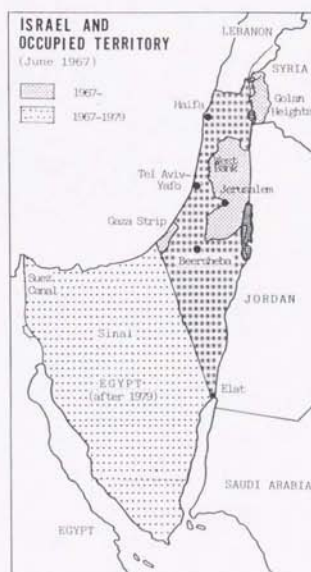 ISRAEL AND
OCCUPIED TERRITORY
(June 1967)
1967-
1967-1979
LEBANON
SYRIA
Golan
Heights
Haifa
West
Bank
Tel Aviv-
Yafo
Jerusalem
Gaza Strip
Beersheba
Suez
Canal
JORDAN
Sinai
EGYPT
(after 1979)
Elat
SAUDI ARABIA
EGYPT